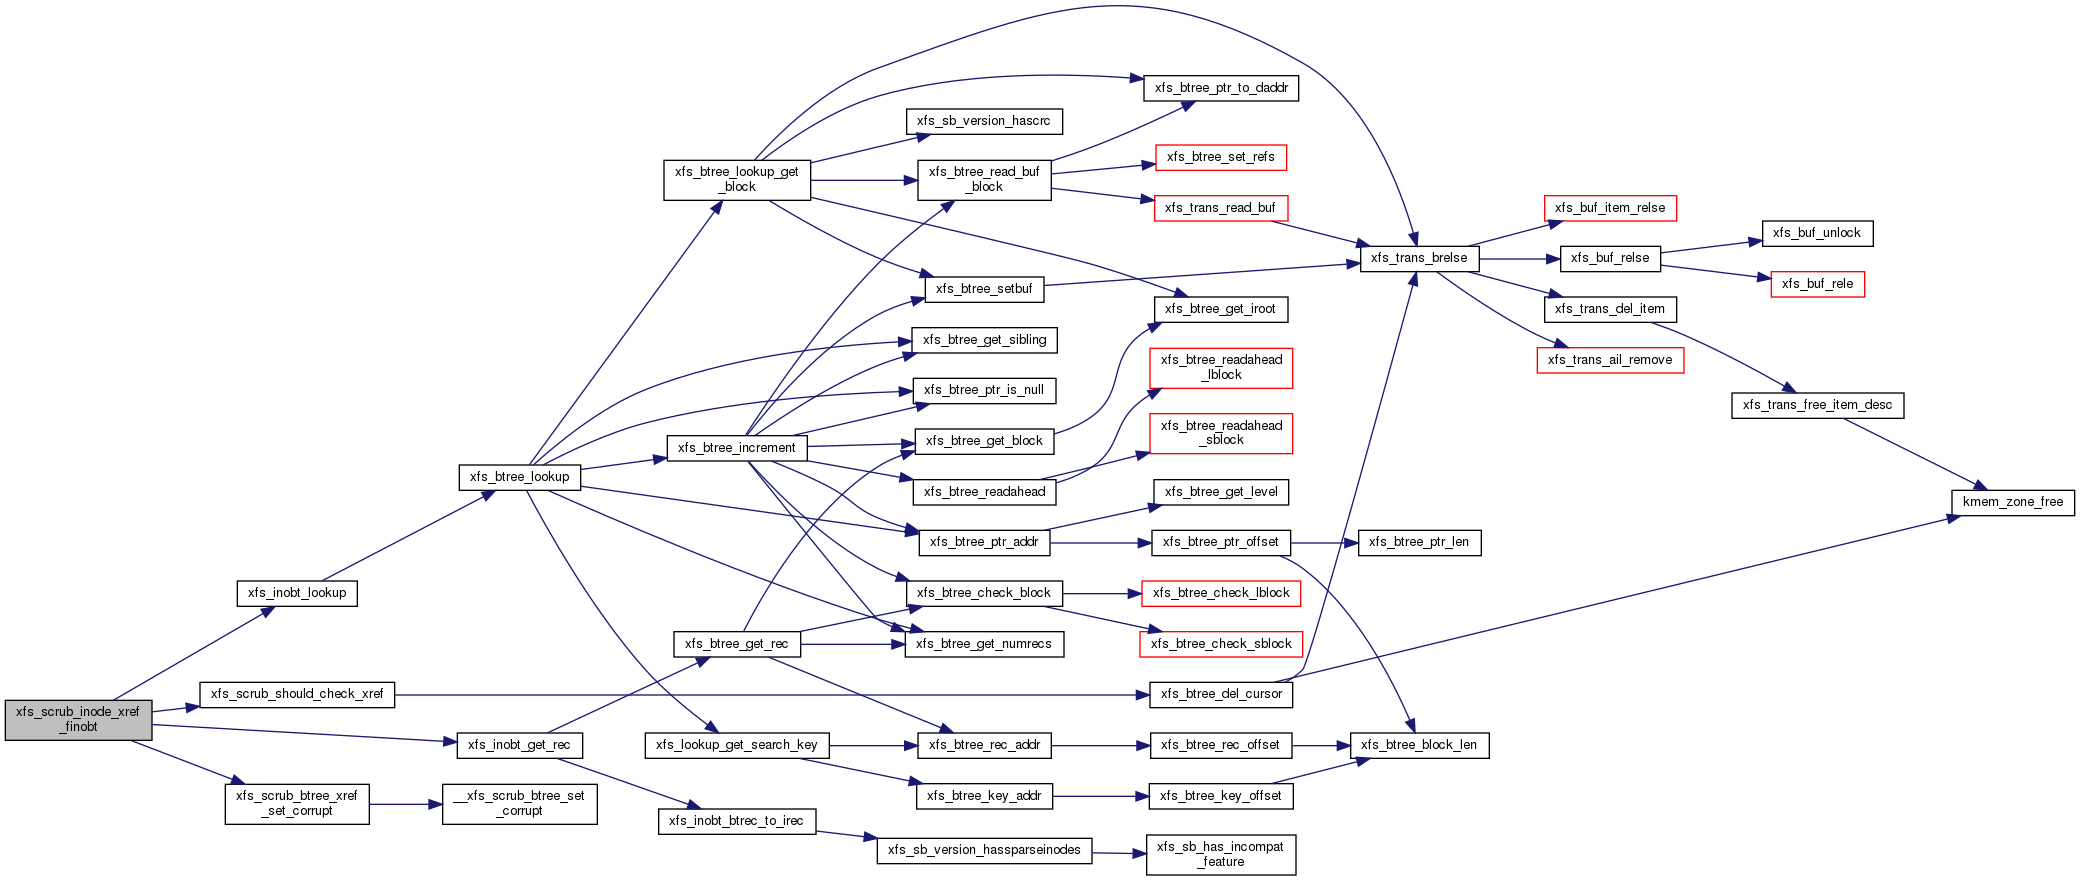 xfs_scrub_inode_xref
_finobt
xfs_inobt_lookup
xfs_scrub_should_check_xref
xfs_inobt_get_rec
xfs_scrub_btree_xref
_set_corrupt
xfs_btree_lookup
__xfs_scrub_btree_set
_corrupt
xfs_btree_lookup_get
_block
xfs_btree_increment
xfs_btree_get_rec
xfs_lookup_get_search_key
xfs_inobt_btrec_to_irec
xfs_sb_version_hascrc
xfs_btree_read_buf
_block
xfs_btree_setbuf
xfs_btree_get_sibling
xfs_btree_ptr_is_null
xfs_btree_get_block
xfs_btree_readahead
xfs_btree_ptr_addr
xfs_btree_check_block
xfs_btree_get_numrecs
xfs_btree_rec_addr
xfs_btree_key_addr
xfs_sb_version_hassparseinodes
xfs_btree_ptr_to_daddr
xfs_btree_set_refs
xfs_trans_read_buf
xfs_btree_get_iroot
xfs_btree_readahead
_lblock
xfs_btree_readahead
_sblock
xfs_btree_get_level
xfs_btree_ptr_offset
xfs_btree_check_lblock
xfs_btree_check_sblock
xfs_btree_del_cursor
xfs_btree_rec_offset
xfs_btree_key_offset
xfs_sb_has_incompat
_feature
xfs_trans_brelse
xfs_btree_ptr_len
xfs_btree_block_len
xfs_buf_item_relse
xfs_buf_relse
xfs_trans_del_item
xfs_trans_ail_remove
xfs_buf_unlock
xfs_buf_rele
xfs_trans_free_item_desc
kmem_zone_free